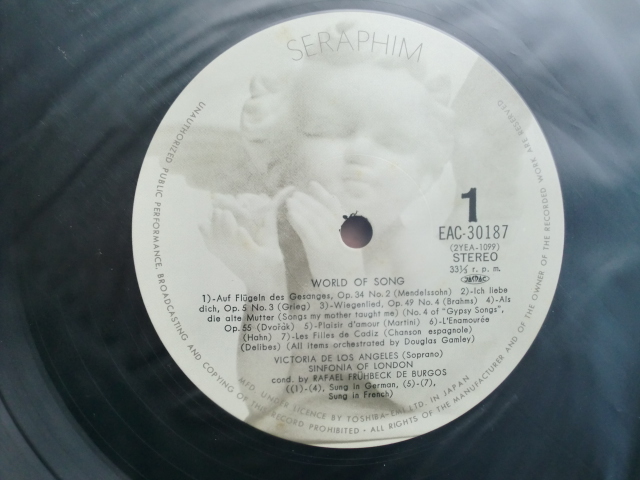 SERAPHIM
1
EAC-30187
(2YEA-1099)
STEREO
33⅓ r. p. m.
JASRAC
WORLD OF SONG
1)-Auf Flügeln des Gesanges, Op. 34 No. 2 (Mendelssohn) 2)-Ich liebe
dich, Op. 5 No. 3 (Grieg) 3)-Wiegenlied, Op. 49 No. 4 (Brahms) 4)-Als
die alte Mutter (Songs my mother taught me) (No. 4 of "Gypsy Songs",
Op. 55 (Dvořák) 5)-Plaisir d'amour (Martini) 6)-L'Enamourée
(Hahn) 7)-Les Filles de Cadiz (Chanson espagnole)
(Delibes) (All items orchestrated by Douglas Gamley)
VICTORIA DE LOS ANGELES (Soprano)
SINFONIA OF LONDON
cond. by RAFAEL FRÜHBECK DE BURGOS
((1)-(4), Sung in German, (5)-(7),
Sung in French)
MFD. UNDER LICENCE BY TOSHIBA-EMI LTD. IN JAPAN
UNAUTHORIZED PUBLIC PERFORMANCE, BROADCASTING AND COPYING OF THIS RECORD PROHIBITED · ALL RIGHTS OF THE MANUFACTURER AND OF THE OWNER OF THE RECORDED WORK ARE RESERVED